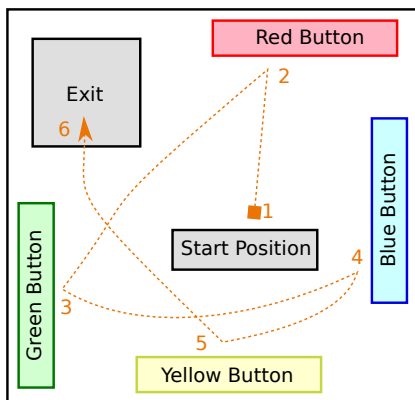 Red Button
2
Exit
6
Blue Button
1
Start Position
4
Green Button
3
5
Yellow Button